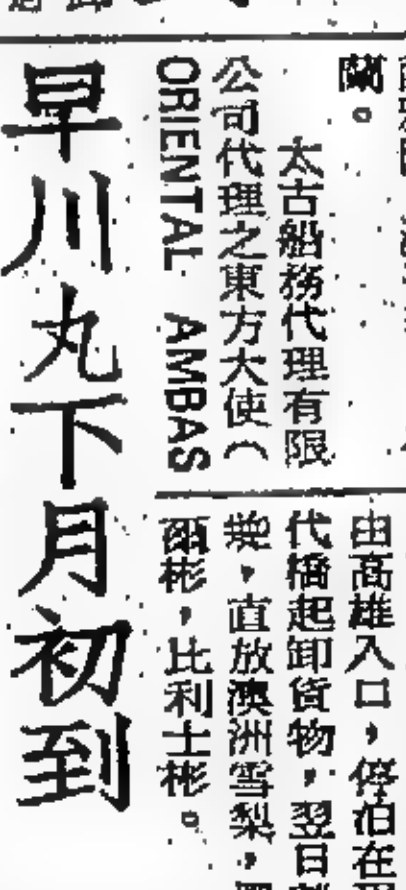 蘭。
太古船務代理有限
公司代理之東方大使（
ORIENTAL AMBAS
由高雄入口，停泊在
代橋起卸貨物，翌日
直放澳洲雪梨，
爾彬，比利士彬。
早川丸下月初到